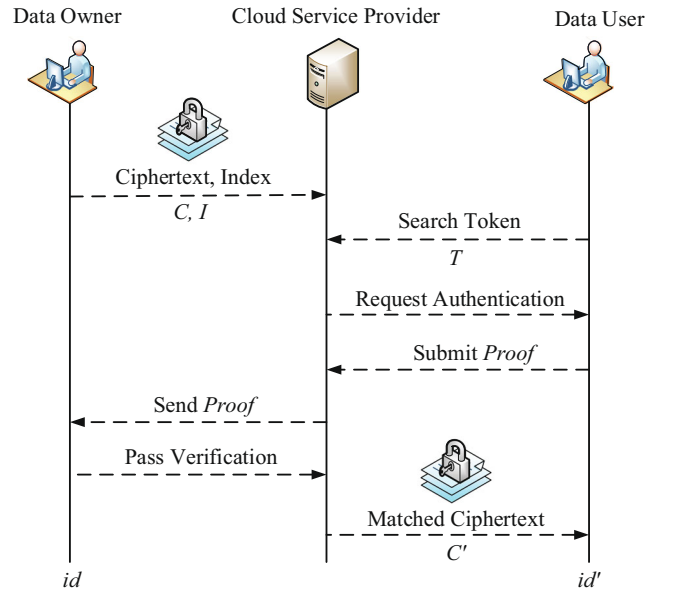 Data Owner
Cloud Service Provider
Data User
Ciphertext, Index
C, I
Search Token
T
Request Authentication
Submit Proof
Send Proof
Pass Verification
Matched Ciphertext
C'
id
id'